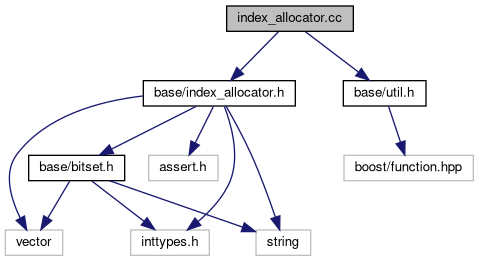 index_allocator.cc
base/index_allocator.h
base/util.h
base/bitset.h
assert.h
boost/function.hpp
vector
inttypes.h
string